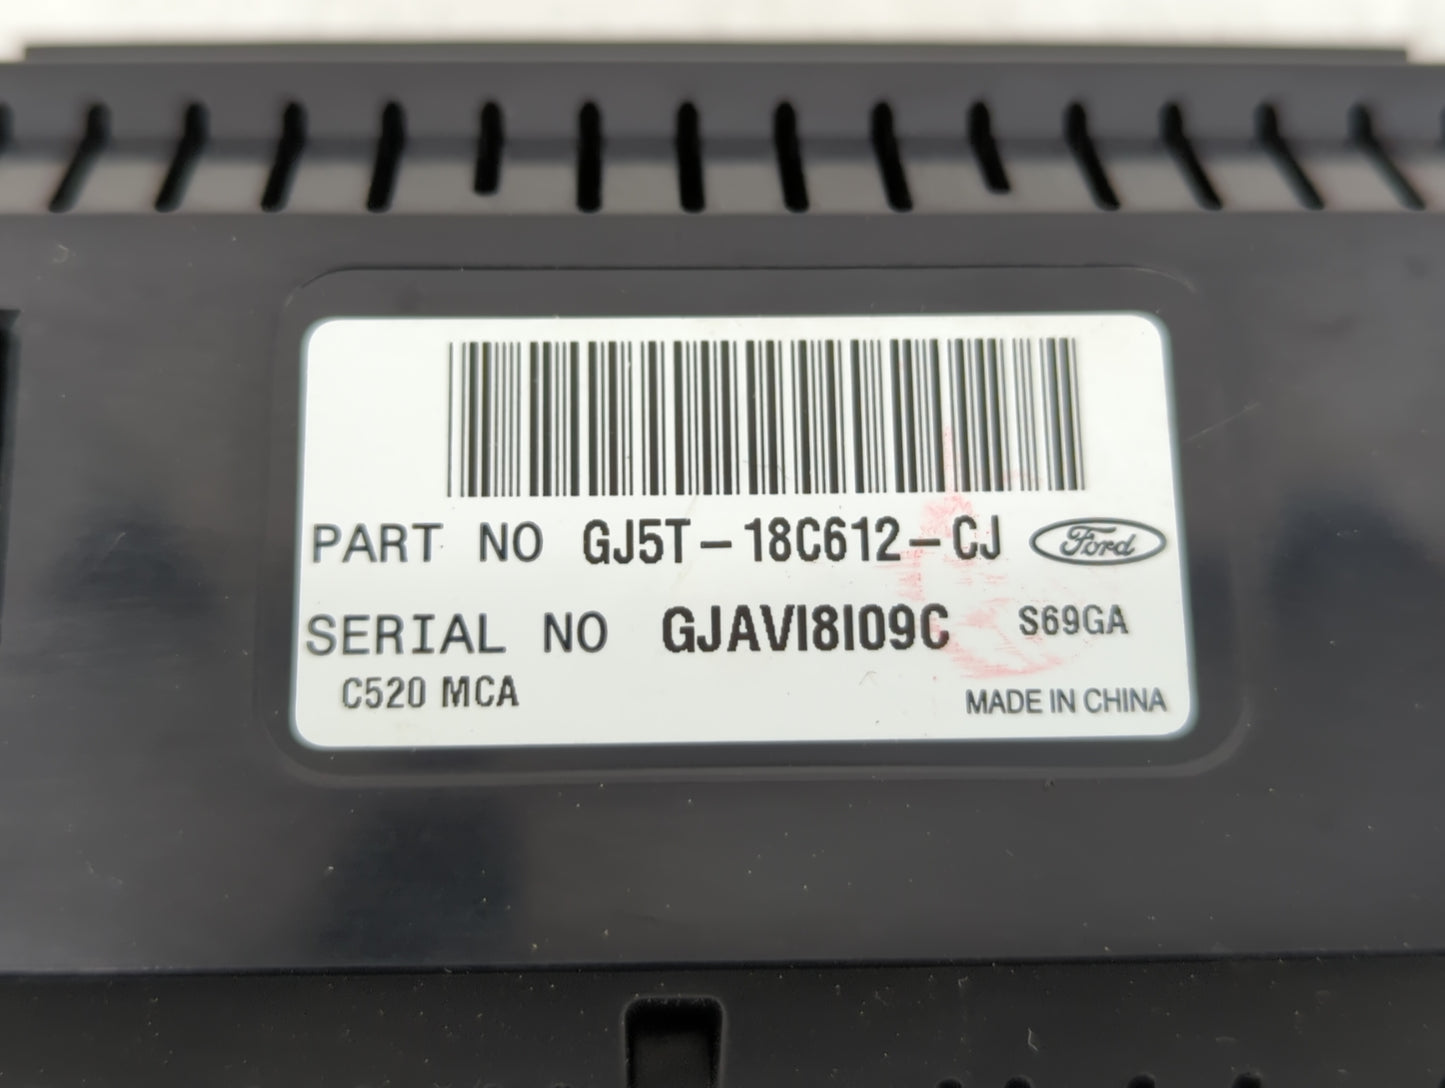 PART NO GJ5T-18C612-CJ Ford
SERIAL NO GJAVI8I09C S69GA
C520 MCA MADE IN CHINA